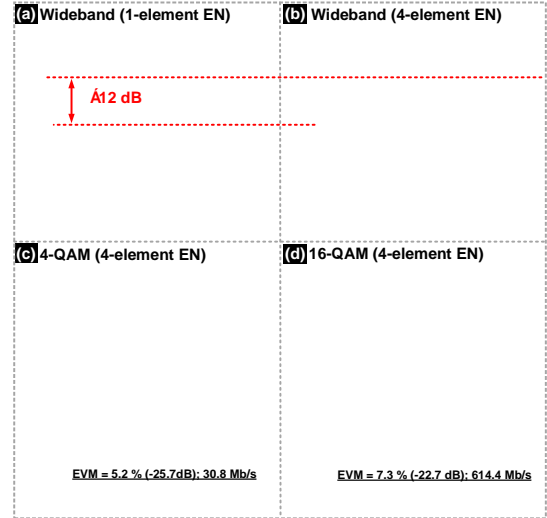 (a) Wideband (1-element EN)
(b) Wideband (4-element EN)
Á12 dB
(c) 4-QAM (4-element EN)
(d) 16-QAM (4-element EN)
EVM = 5.2 % (-25.7dB); 30.8 Mb/s
EVM = 7.3 % (-22.7 dB); 614.4 Mb/s